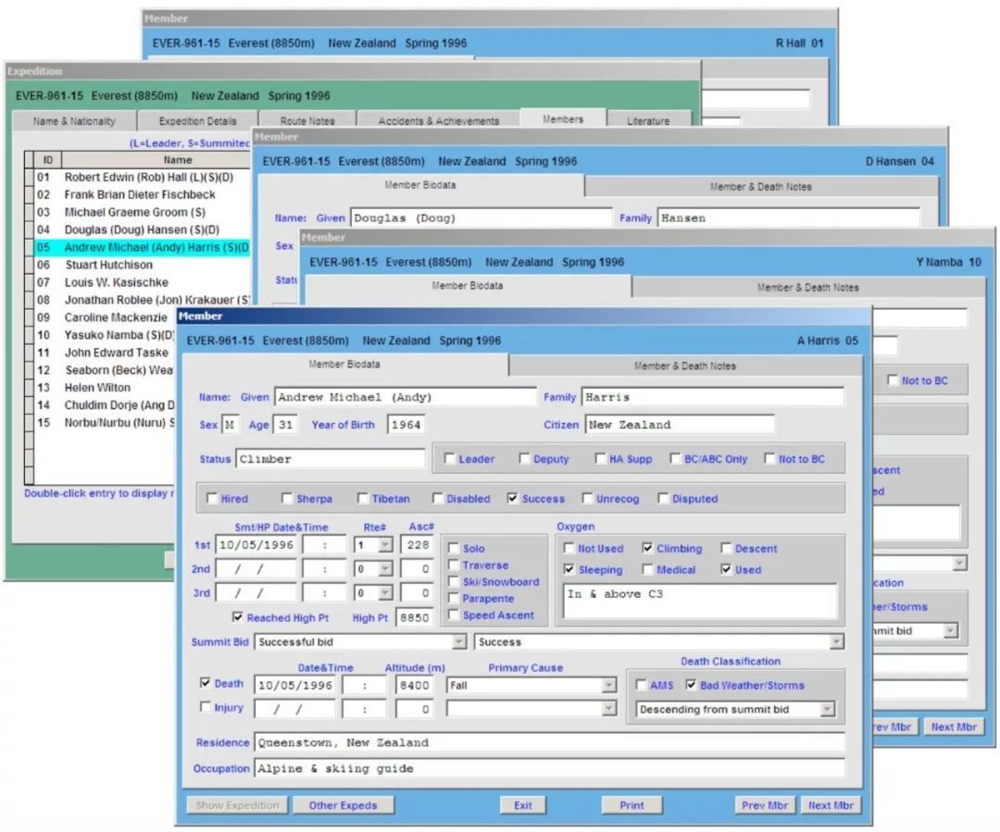 Member
EVER-961-15 Everest (8850m) New Zealand Spring 1996 R Hall 01
Expedition
EVER-961-15 Everest (8850m) New Zealand Spring 1996
Name & Nationality Expedition Details Route Notes Accidents & Achievements Members Literature
(L=Leader, S=Summited
ID Name
01 Robert Edwin (Rob) Hall (L)(S)(D)
02 Frank Brian Dieter Fischbeck
03 Michael Graeme Groom (S)
04 Douglas (Doug) Hansen (S)(D)
05 Andrew Michael (Andy) Harris (S)(D
06 Stuart Hutchison
07 Louis W. Kasischke
08 Jonathan Roblee (Jon) Krakauer (S
09 Caroline Mackenzie
10 Yasuko Namba (S)(D)
11 John Edward Taske
12 Seaborn (Beck) Wea
13 Helen Wilton
14 Chuldim Dorje (Ang D
15 Norbu/Nurbu (Nuru) S
Double-click entry to display
Member
EVER-961-15 Everest (8850m) New Zealand Spring 1996 D Hansen 04
Member Biodata Member & Death Notes
Name: Given Douglas (Doug) Family Hansen
Sex
Member
EVER-961-15 Everest (8850m) New Zealand Spring 1996 Y Namba 10
Member Biodata Member & Death Notes
Not to BC
mit bid
Next Mbr
Member
EVER-961-15 Everest (8850m) New Zealand Spring 1996 A Harris 05
Member Biodata Member & Death Notes
Name: Given Andrew Michael (Andy) Family Harris
Sex M Age 31 Year of Birth 1964 Citizen New Zealand
Status Climber Leader Deputy HA Supp BC/ABC Only Not to BC
Hired Sherpa Tibetan Disabled Success Unrecog Disputed
Smt/HP Date&Time Rte# Asc# Oxygen
1st 10/05/1996 : 1 228 Solo Not Used Climbing Descent
2nd / / : 0 0 Traverse Sleeping Medical Used
3rd / / : 0 0 Ski/Snowboard In & above C3
Parapente
Reached High Pt High Pt 8850 Speed Ascent
Summit Bid Successful bid Success
Date&Time Altitude (m) Primary Cause Death Classification
Death 10/05/1996 : 8400 Fall AMS Bad Weather/Storms
Injury / / : 0 Descending from summit bid
Residence Queenstown, New Zealand
Occupation Alpine & skiing guide
Show Expedition Other Expeds Exit Print Prev Mbr Next Mbr